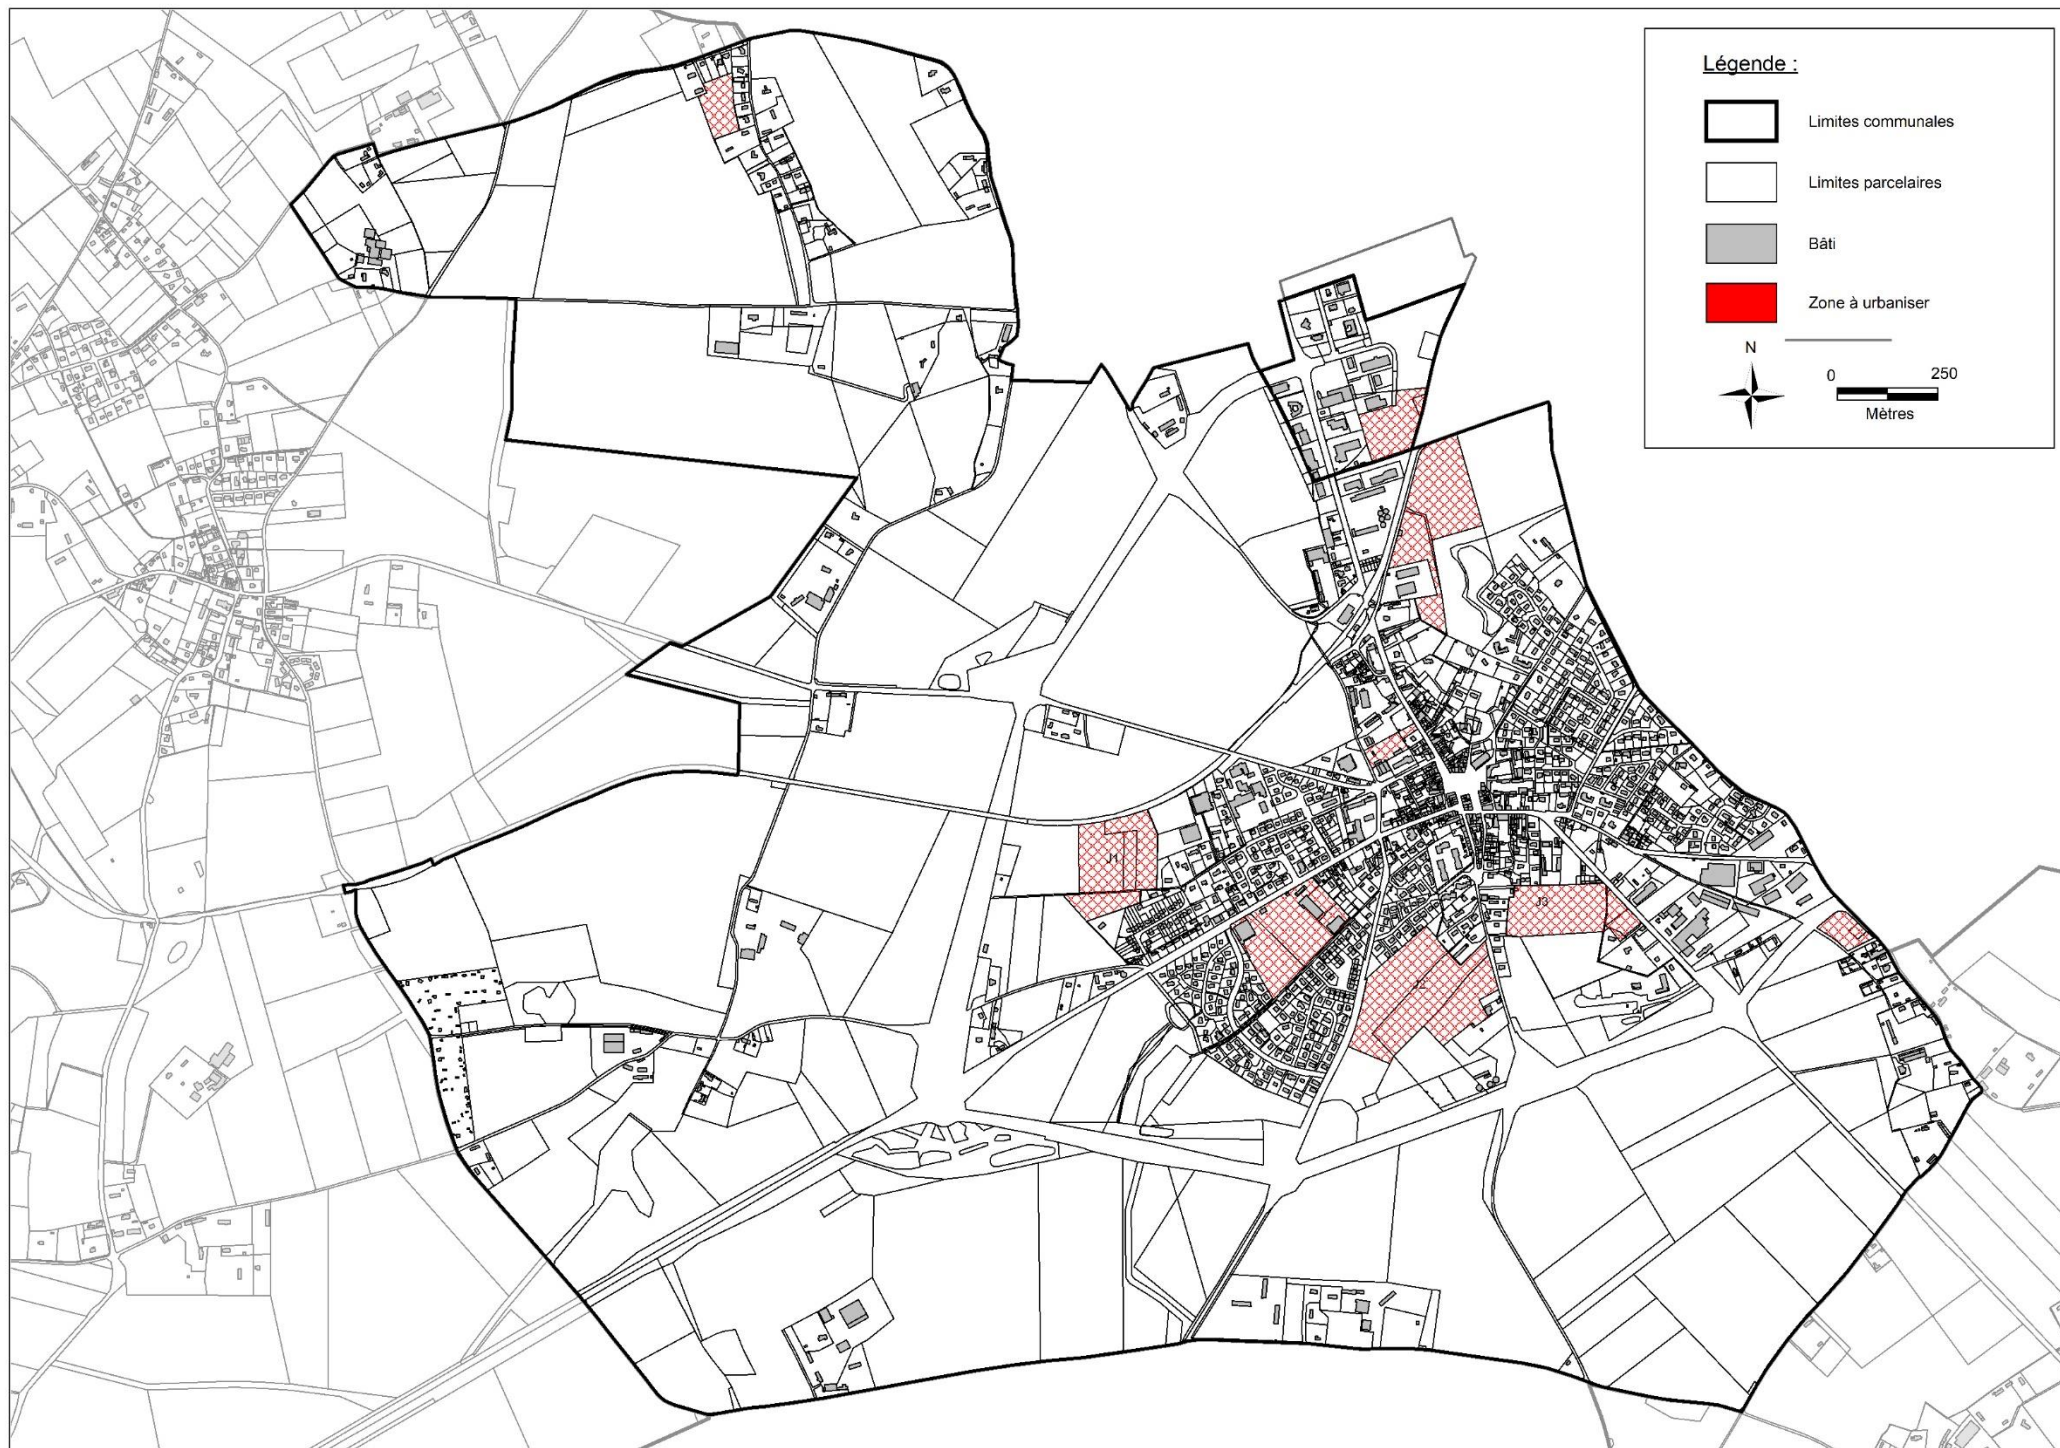 Légende :
Limites communales
Limites parcelaires
Bâti
Zone à urbaniser
N
0 250
Mètres
J1
J3
J2